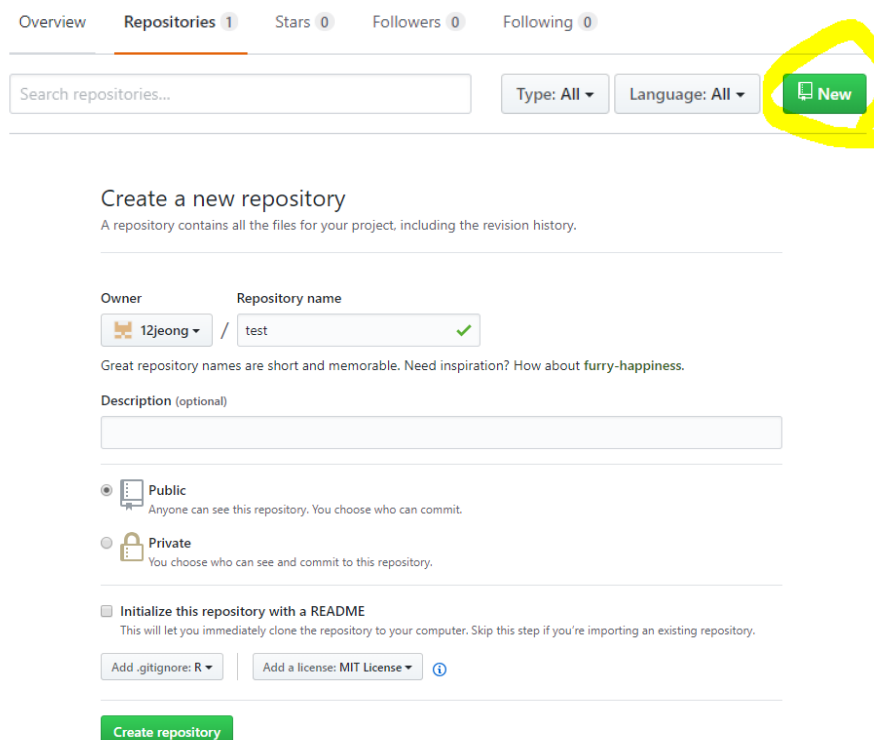 Overview Repositories 1 Stars 0 Followers 0 Following 0
Search repositories... Type: All Language: All New
Create a new repository
A repository contains all the files for your project, including the revision history.
Owner Repository name
12jeong / test
Great repository names are short and memorable. Need inspiration? How about furry-happiness.
Description (optional)
Public
Anyone can see this repository. You choose who can commit.
Private
You choose who can see and commit to this repository.
Initialize this repository with a README
This will let you immediately clone the repository to your computer. Skip this step if you're importing an existing repository.
Add .gitignore: R Add a license: MIT License
Create repository